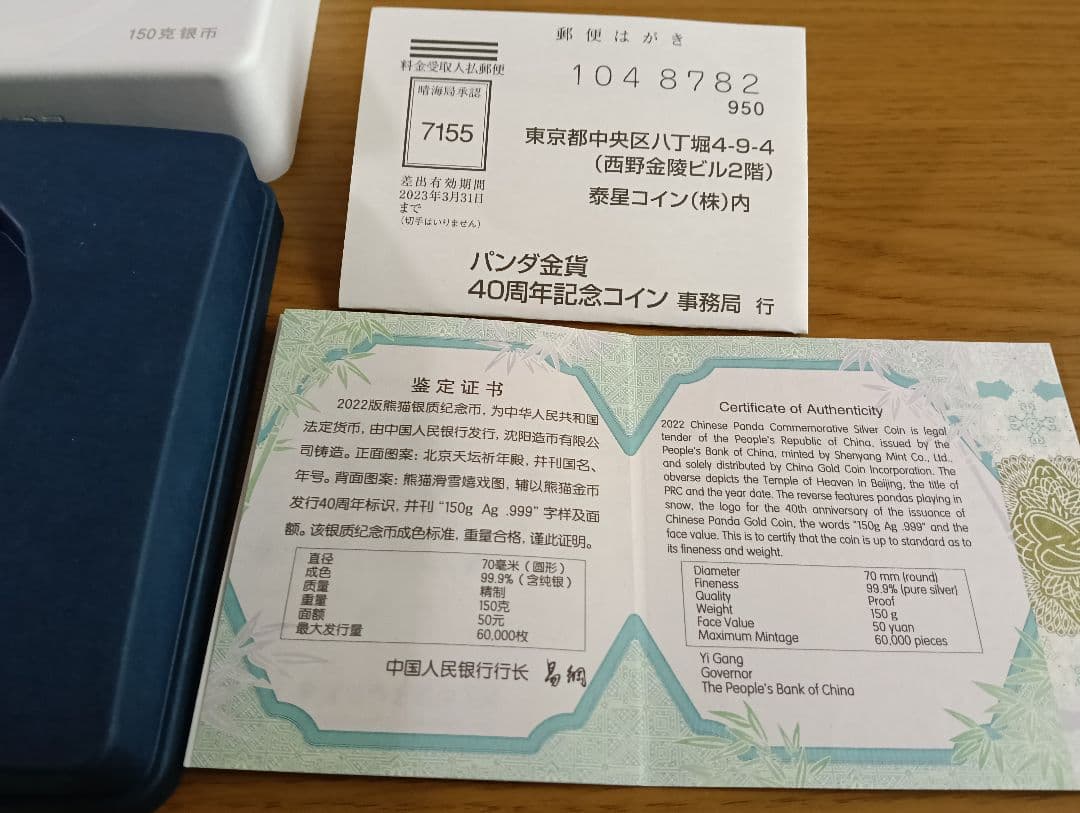 150克银币
郵便はがき
料金受取人払郵便
晴海局承認
7155
差出有効期間
2023年3月31日
まで
(切手はいりません)
104 8782
950
東京都中央区八丁堀4-9-4
(西野金陵ビル2階)
泰星コイン(株)内
パンダ金貨
40周年記念コイン 事務局 行
鉴定证书
2022版熊猫银质纪念币，为中华人民共和国
法定货币，由中国人民银行发行，沈阳造币有限公
司铸造。正面图案：北京天坛祈年殿，并刊国名、
年号。背面图案：熊猫滑雪嬉戏图，辅以熊猫金币
发行40周年标识，并刊“150g Ag .999”字样及面
额。该银质纪念币成色标准，重量合格，谨此证明。
直径 70毫米（圆形）
成色 99.9%（含纯银）
质量 精制
重量 150克
面额 50元
最大发行量 60,000枚
中国人民银行行长 易纲
Certificate of Authenticity
2022 Chinese Panda Commemorative Silver Coin is legal
tender of the People's Republic of China, issued by the
People's Bank of China, minted by Shenyang Mint Co., Ltd.,
and solely distributed by China Gold Coin Incorporation. The
obverse depicts the Temple of Heaven in Beijing, the title of
PRC and the year date. The reverse features pandas playing in
snow, the logo for the 40th anniversary of the issuance of
Chinese Panda Gold Coin, the words "150g Ag .999" and the
face value. This is to certify that the coin is up to standard as to
its fineness and weight.
Diameter 70 mm (round)
Fineness 99.9% (pure silver)
Quality Proof
Weight 150 g
Face Value 50 yuan
Maximum Mintage 60,000 pieces
Yi Gang
Governor
The People's Bank of China